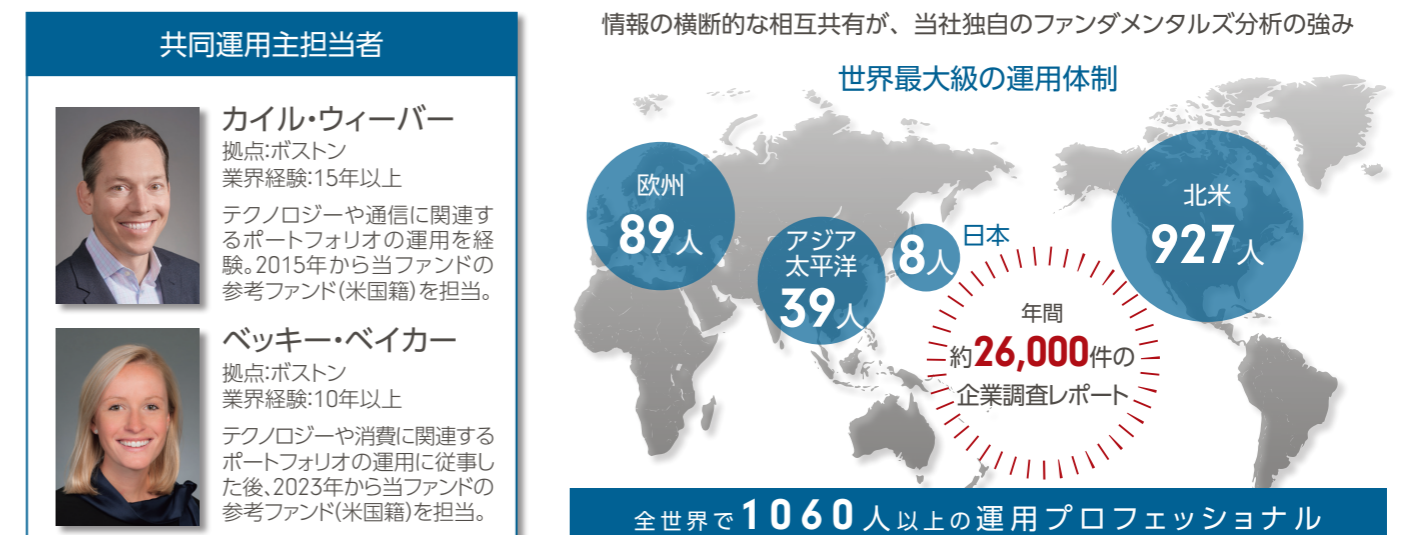 共同運用主担当者
カイル・ウィーバー
拠点:ボストン
業界経験:15年以上
テクノロジーや通信に関連す
るポートフォリオの運用を経
験。2015年から当ファンドの
参考ファンド(米国籍)を担当。
ベッキー・ベイカー
拠点:ボストン
業界経験:10年以上
テクノロジーや消費に関連する
ポートフォリオの運用に従事し
た後、2023年から当ファンドの
参考ファンド(米国籍)を担当。
情報の横断的な相互共有が、当社独自のファンダメンタルズ分析の強み
世界最大級の運用体制
欧州
89人
アジア
太平洋
39人
日本
8人
北米
927人
年間
約26,000件の
企業調査レポート
全世界で1060人以上の運用プロフェッショナル